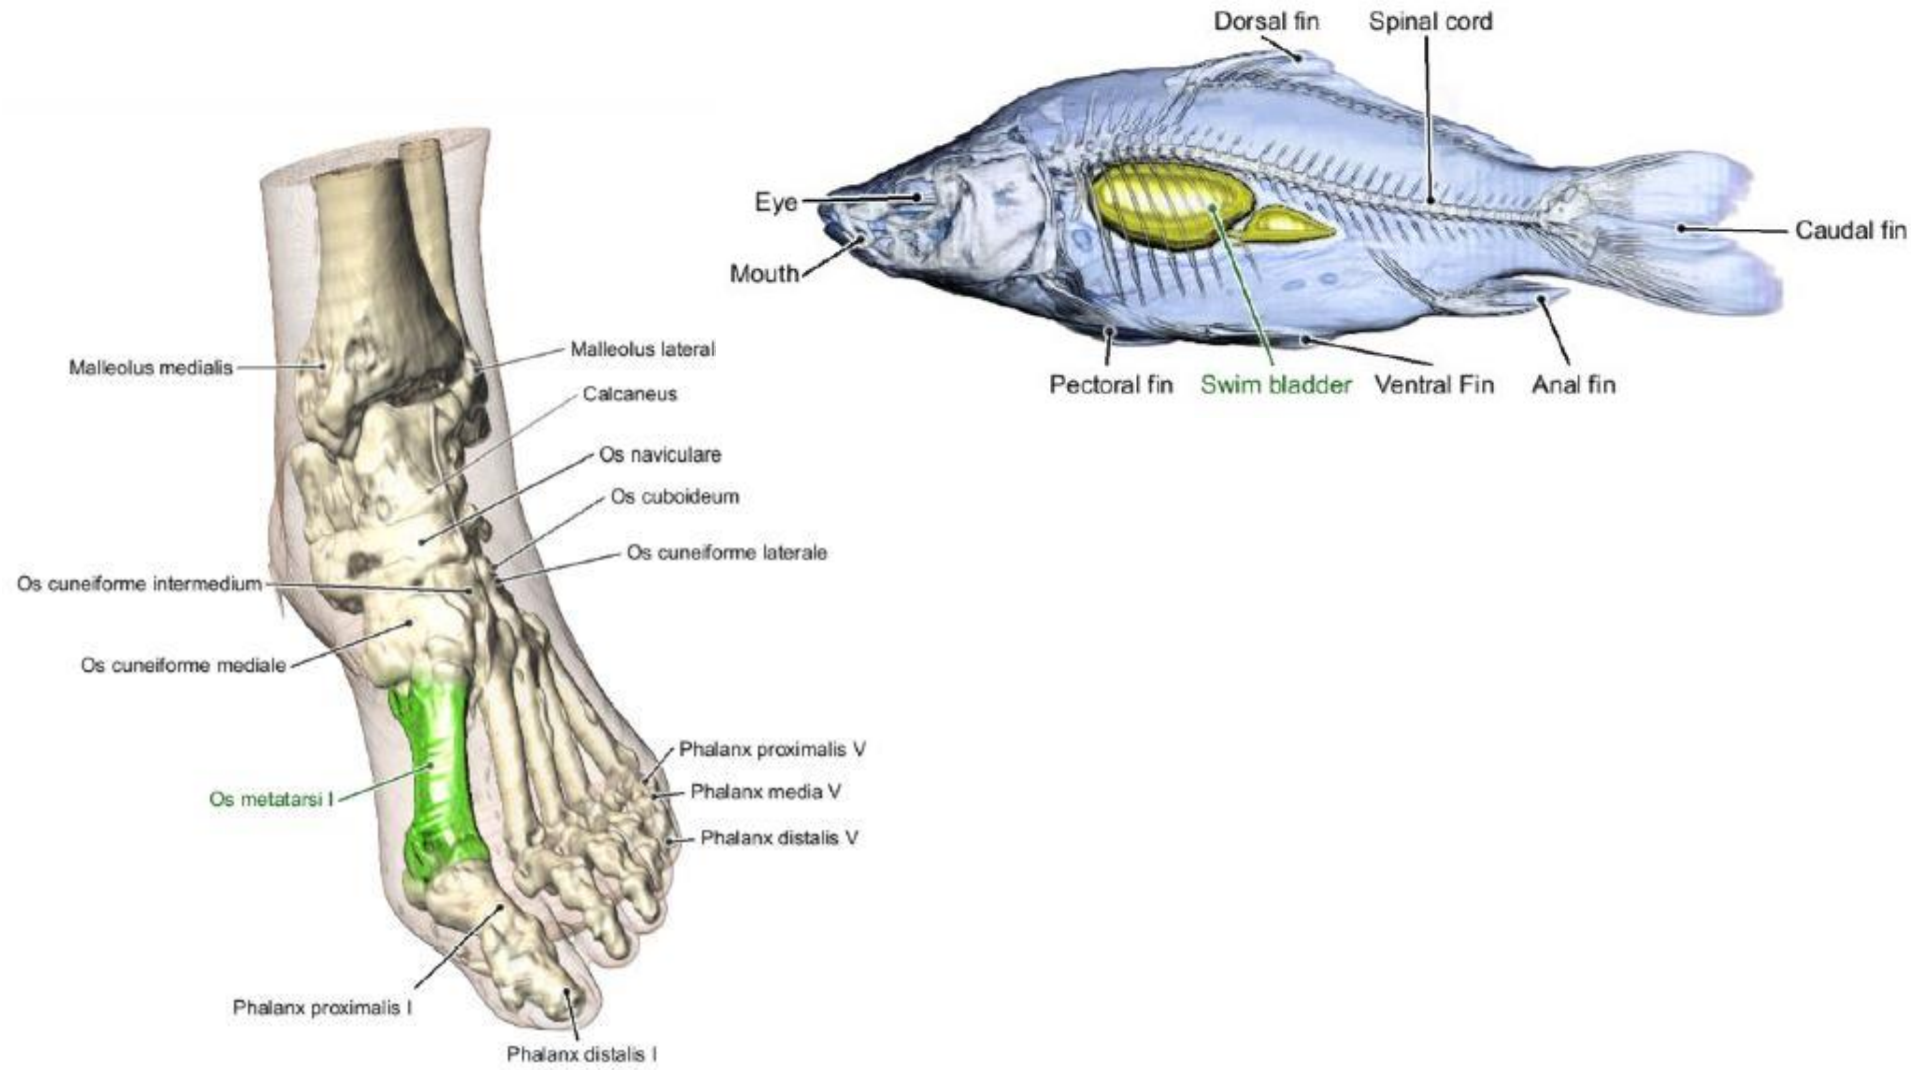 Dorsal fin
Spinal cord
Eye
Mouth
Caudal fin
Pectoral fin
Swim bladder
Ventral Fin
Anal fin
Malleolus medialis
Malleolus lateral
Calcaneus
Os naviculare
Os cuboideum
Os cuneiforme laterale
Os cuneiforme intermedium
Os cuneiforme mediale
Os metatarsi I
Phalanx proximalis V
Phalanx media V
Phalanx distalis V
Phalanx proximalis I
Phalanx distalis I